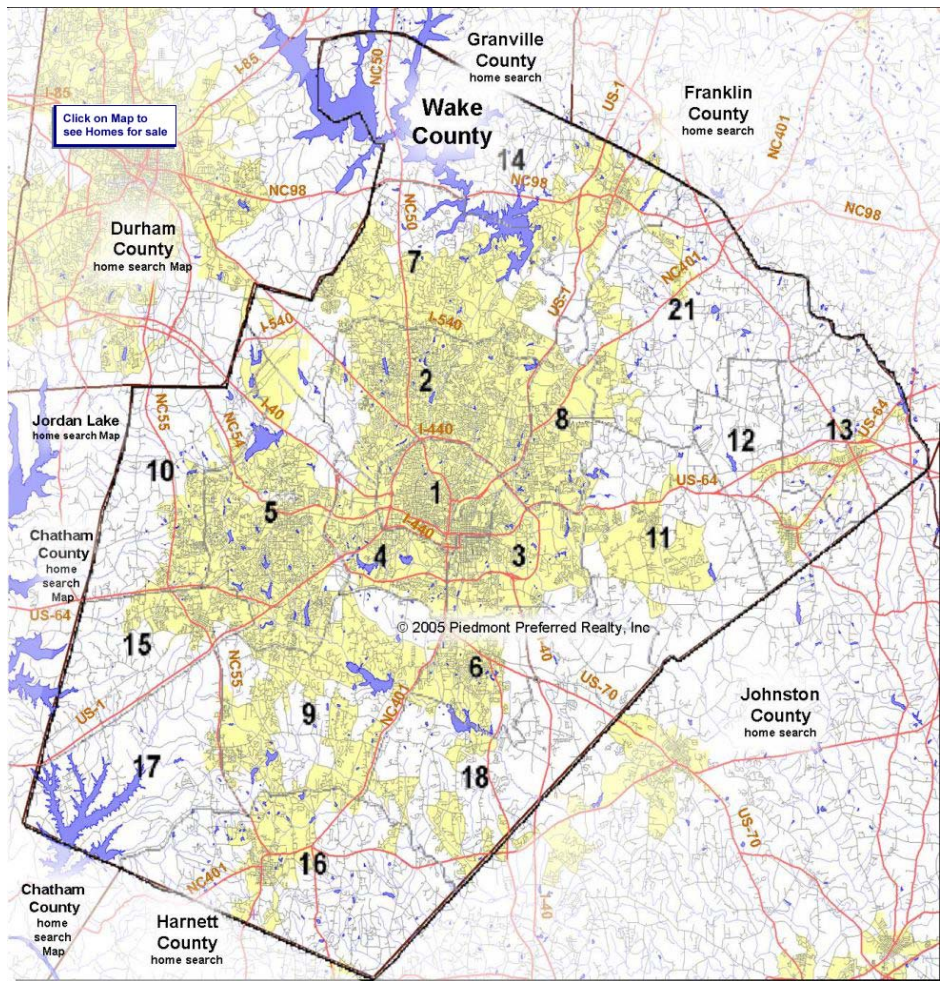 Granville
County
home search
I-85
NC50
US-1
Franklin
County
home search
NC401
I-85
Click on Map to
see Homes for sale
Wake
County
14
NC98
NC98
NC50
NC98
Durham
County
home search Map
7
NC401
21
I-540
I-540
US-1
2
8
Jordan Lake
home search Map
NC55
NC54
I-40
I-440
12
13
US-64
10
1
US-64
5
I-440
4
3
11
Chatham
County
home
search
Map
US-64
© 2005 Piedmont Preferred Realty, Inc
15
NC55
6
I-40
US-70
Johnston
County
home search
US-1
9
NC401
17
18
US-70
16
NC401
Chatham
County
home
search
Map
Harnett
County
home search
I-40